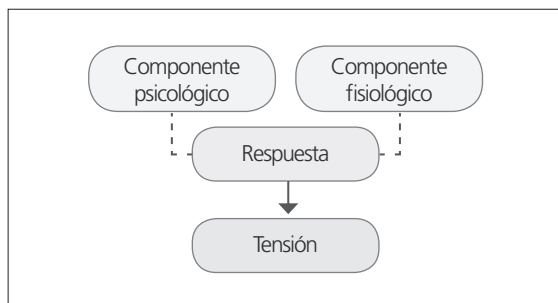 Componente
psicológico
Componente
fisiológico
Respuesta
Tensión